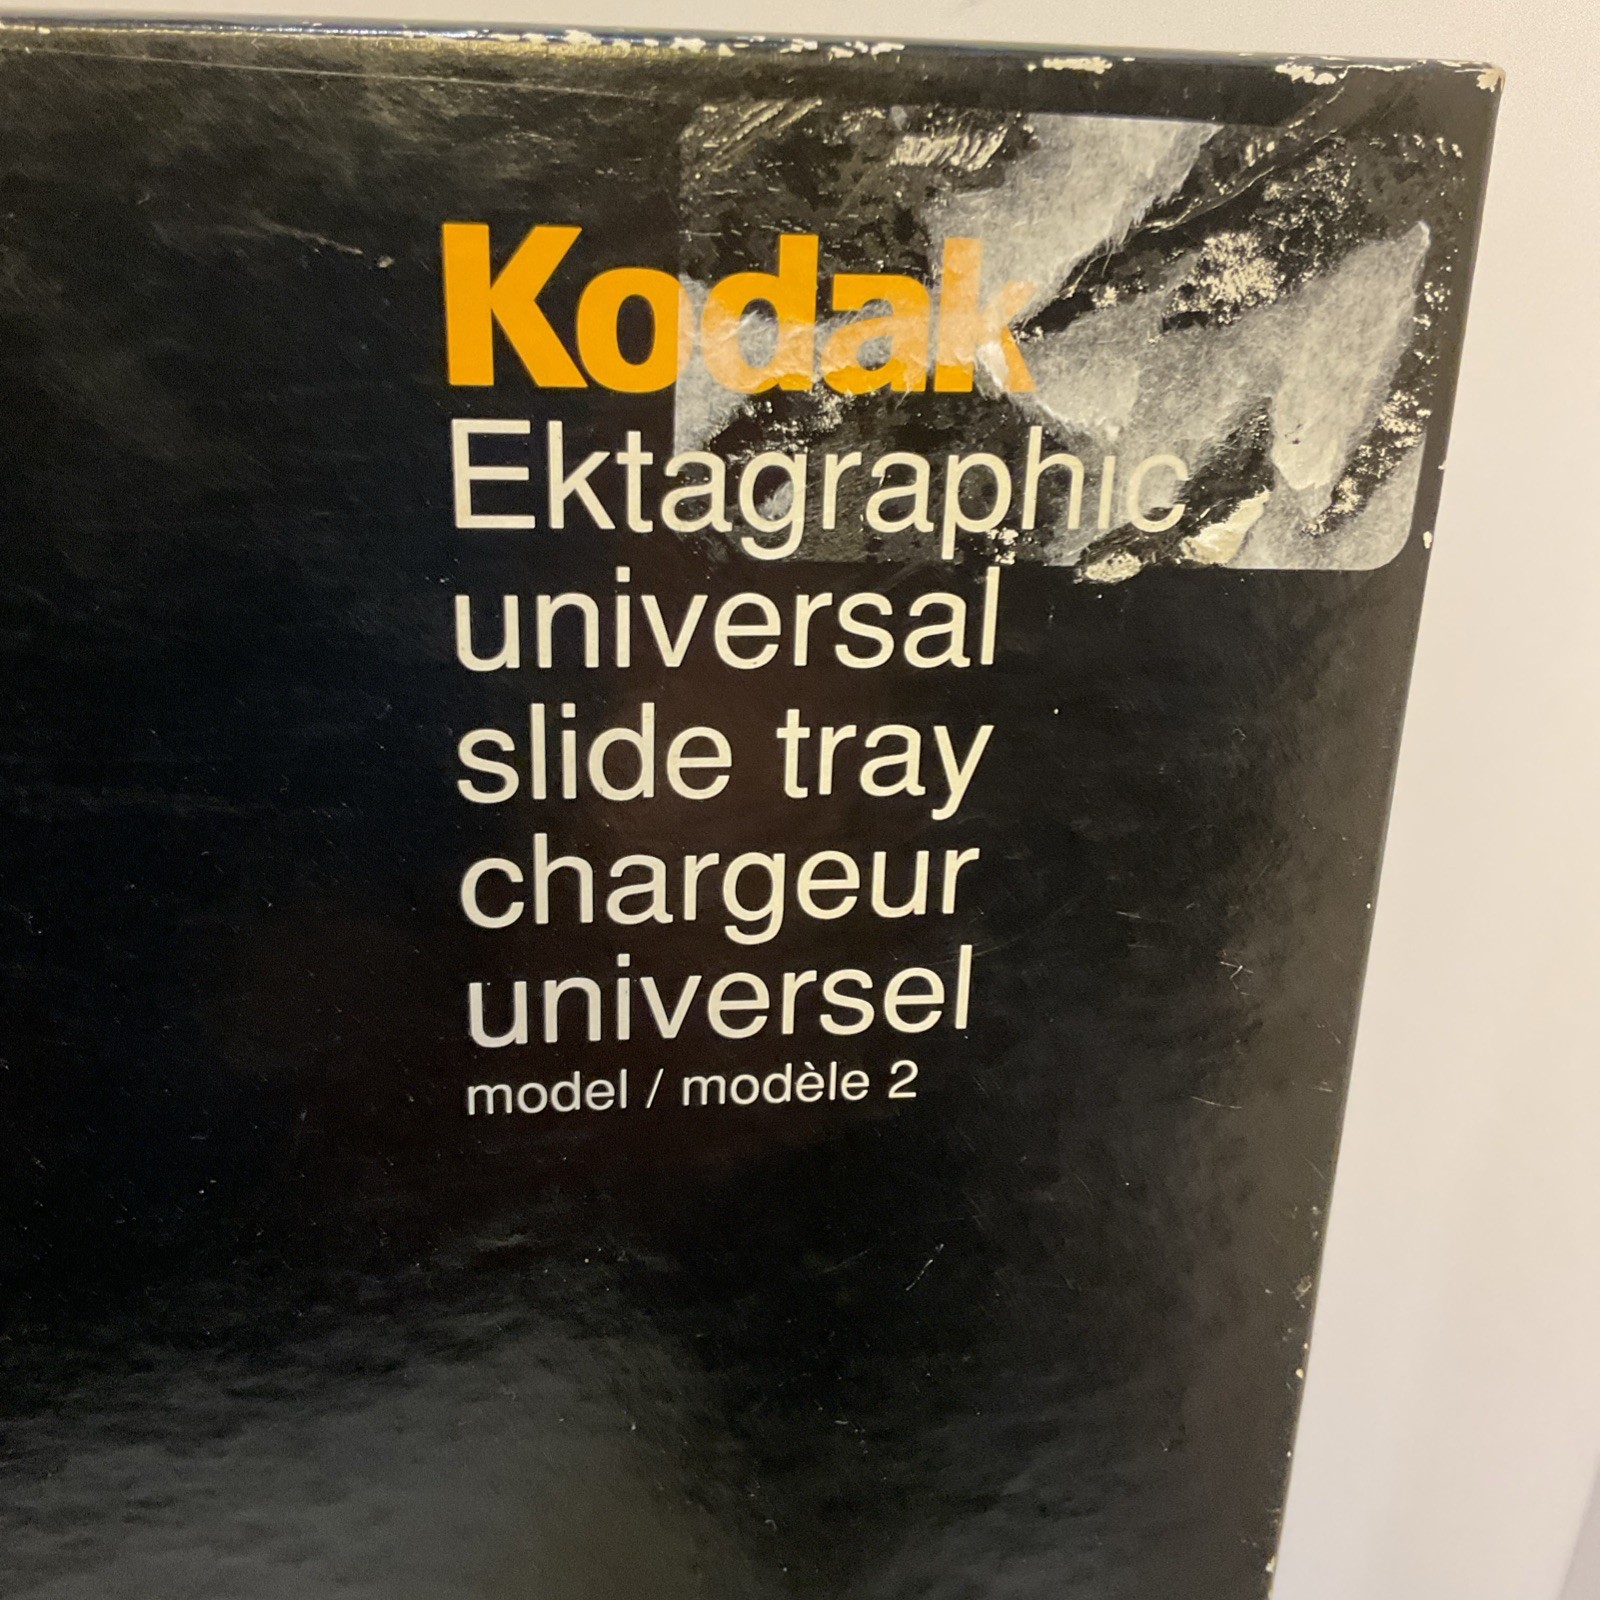 Kodak
Ektagraphic
universal
slide tray
chargeur
universel
model / modèle 2